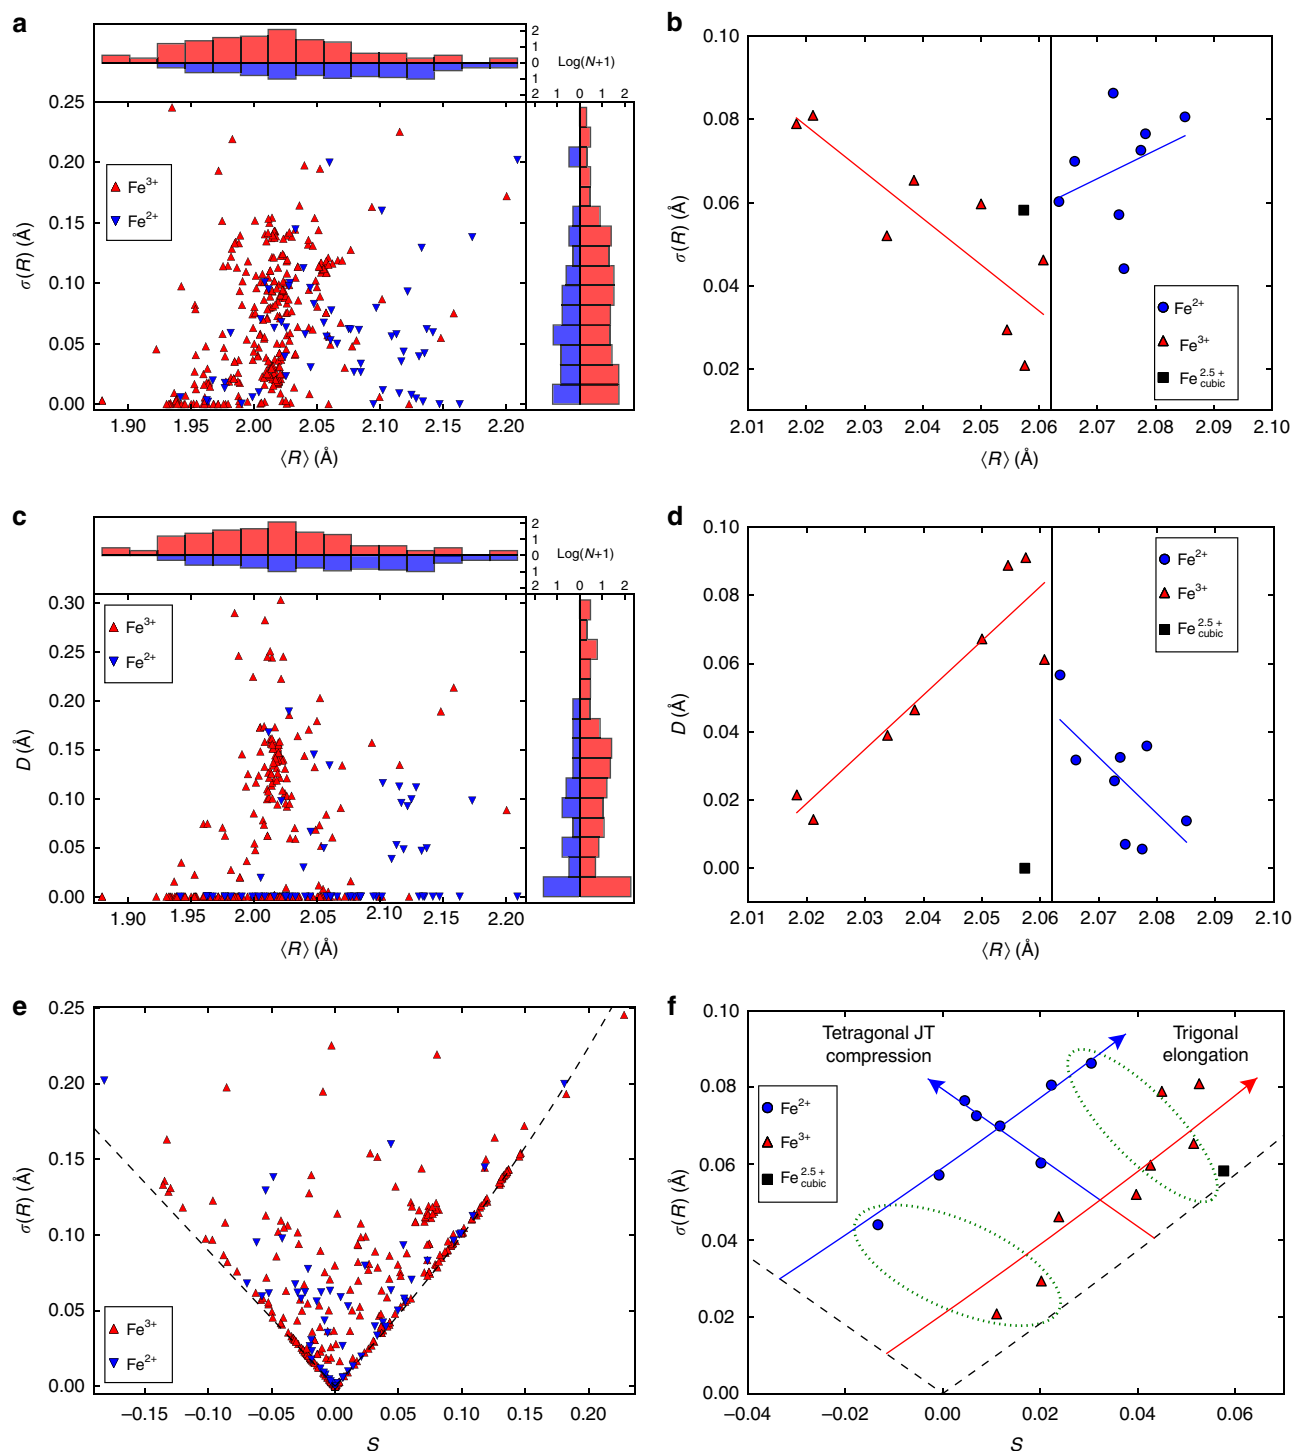 a
2
1
0
1
2
Log(N+1)
2 1 0 1 2
0.25
0.20
0.15
0.10
0.05
0.00
σ(R) (Å)
Fe3+
Fe2+
1.90 1.95 2.00 2.05 2.10 2.15 2.20
⟨R⟩ (Å)
b
0.10
0.08
0.06
0.04
0.02
σ(R) (Å)
Fe2+
Fe3+
Fe2.5+ cubic
2.01 2.02 2.03 2.04 2.05 2.06 2.07 2.08 2.09 2.10
⟨R⟩ (Å)
c
2
1
0
1
2
Log(N+1)
2 1 0 1 2
0.30
0.25
0.20
0.15
0.10
0.05
0.00
D (Å)
Fe3+
Fe2+
1.90 1.95 2.00 2.05 2.10 2.15 2.20
⟨R⟩ (Å)
d
0.10
0.08
0.06
0.04
0.02
0.00
D (Å)
Fe2+
Fe3+
Fe2.5+ cubic
2.01 2.02 2.03 2.04 2.05 2.06 2.07 2.08 2.09 2.10
⟨R⟩ (Å)
e
0.25
0.20
0.15
0.10
0.05
0.00
σ(R) (Å)
Fe3+
Fe2+
–0.15 –0.10 –0.05 0.00 0.05 0.10 0.15 0.20
S
f
0.10
0.08
0.06
0.04
0.02
0.00
σ(R) (Å)
Tetragonal JT
compression
Trigonal
elongation
Fe2+
Fe3+
Fe2.5+ cubic
–0.04 –0.02 0.00 0.02 0.04 0.06
S